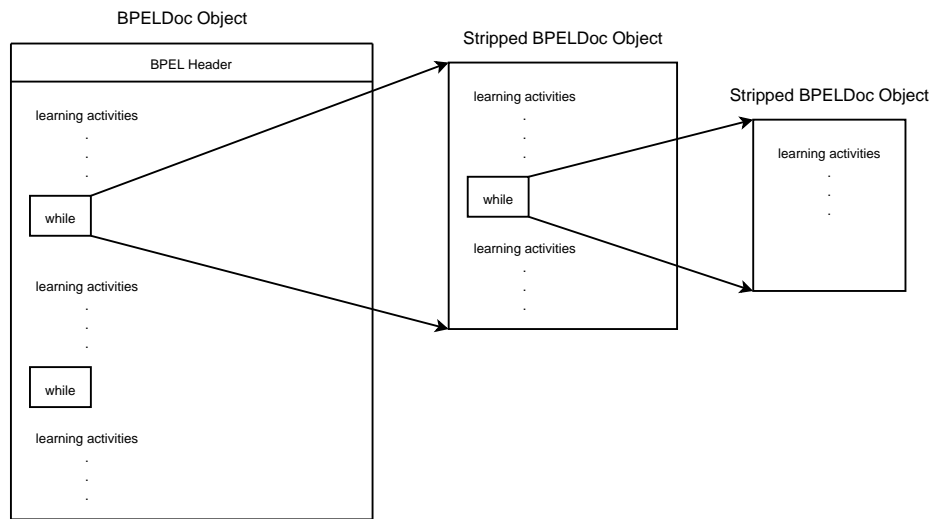 BPELDoc Object
BPEL Header
learning activities
.
.
.
while
learning activities
.
.
.
while
learning activities
.
.
.
Stripped BPELDoc Object
learning activities
.
.
.
while
learning activities
.
.
.
Stripped BPELDoc Object
learning activities
.
.
.